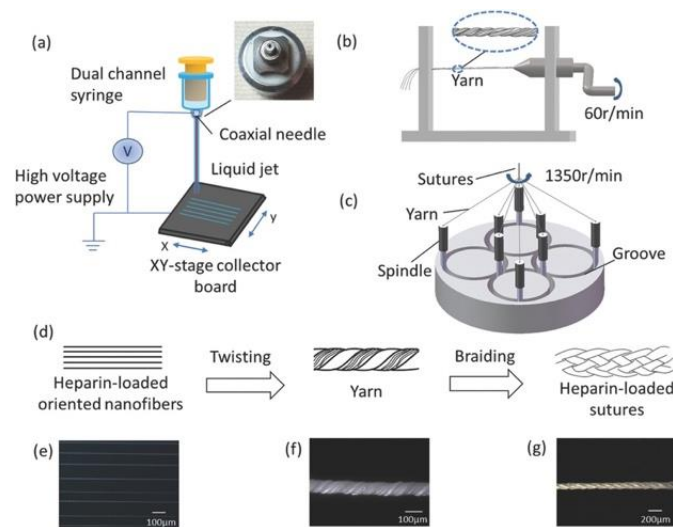 (a)
Dual channel
syringe
Coaxial needle
V
Liquid jet
High voltage
power supply
X
y
XY-stage collector
board
(b)
Yarn
60r/min
Sutures
1350r/min
(c)
Yarn
Spindle
Groove
(d)
Heparin-loaded
oriented nanofibers
Twisting
Yarn
Braiding
Heparin-loaded
sutures
(e)
100μm
(f)
100μm
(g)
200μm